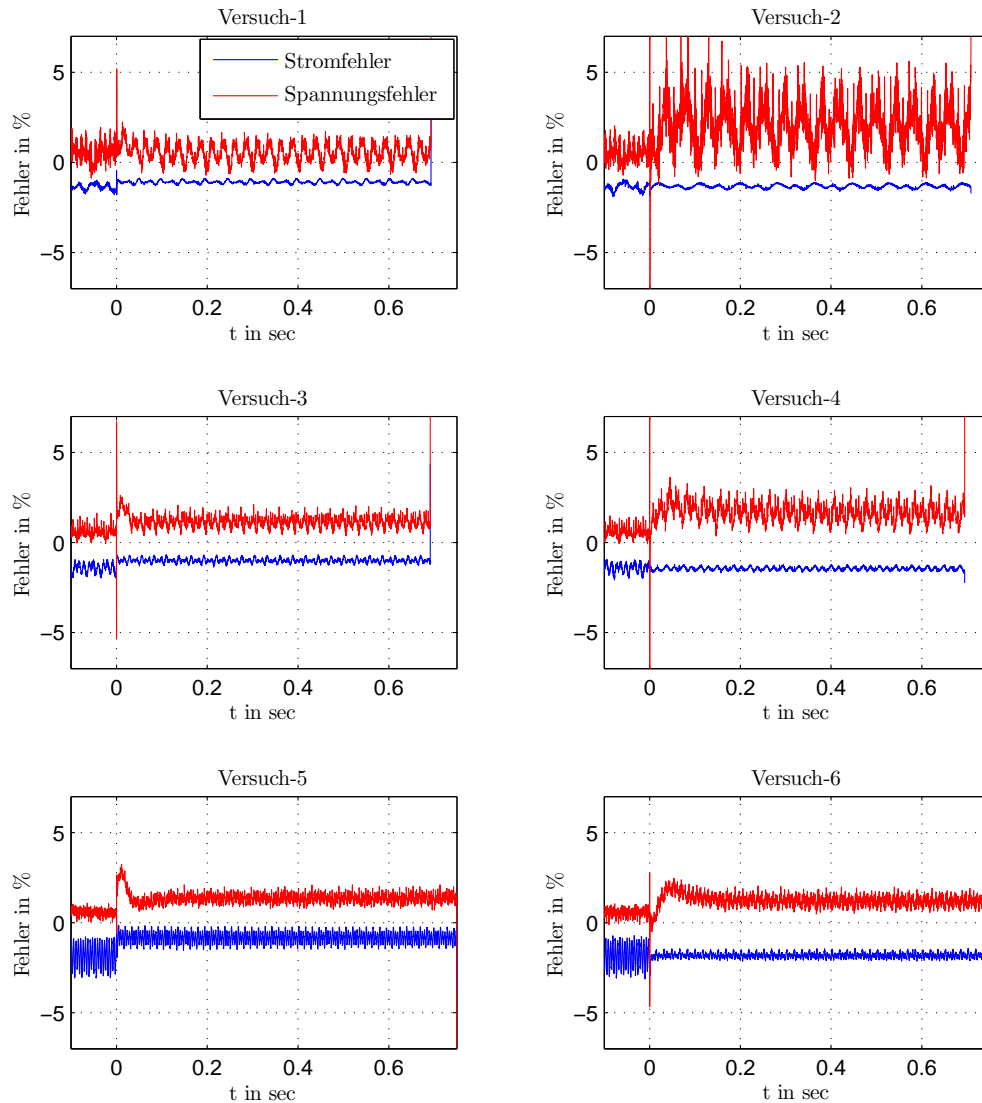 Versuch-1
Stromfehler
Spannungsfehler
Fehler in %
5
0
−5
0 0.2 0.4 0.6
t in sec
Versuch-2
Fehler in %
5
0
−5
0 0.2 0.4 0.6
t in sec
Versuch-3
Fehler in %
5
0
−5
0 0.2 0.4 0.6
t in sec
Versuch-4
Fehler in %
5
0
−5
0 0.2 0.4 0.6
t in sec
Versuch-5
Fehler in %
5
0
−5
0 0.2 0.4 0.6
t in sec
Versuch-6
Fehler in %
5
0
−5
0 0.2 0.4 0.6
t in sec